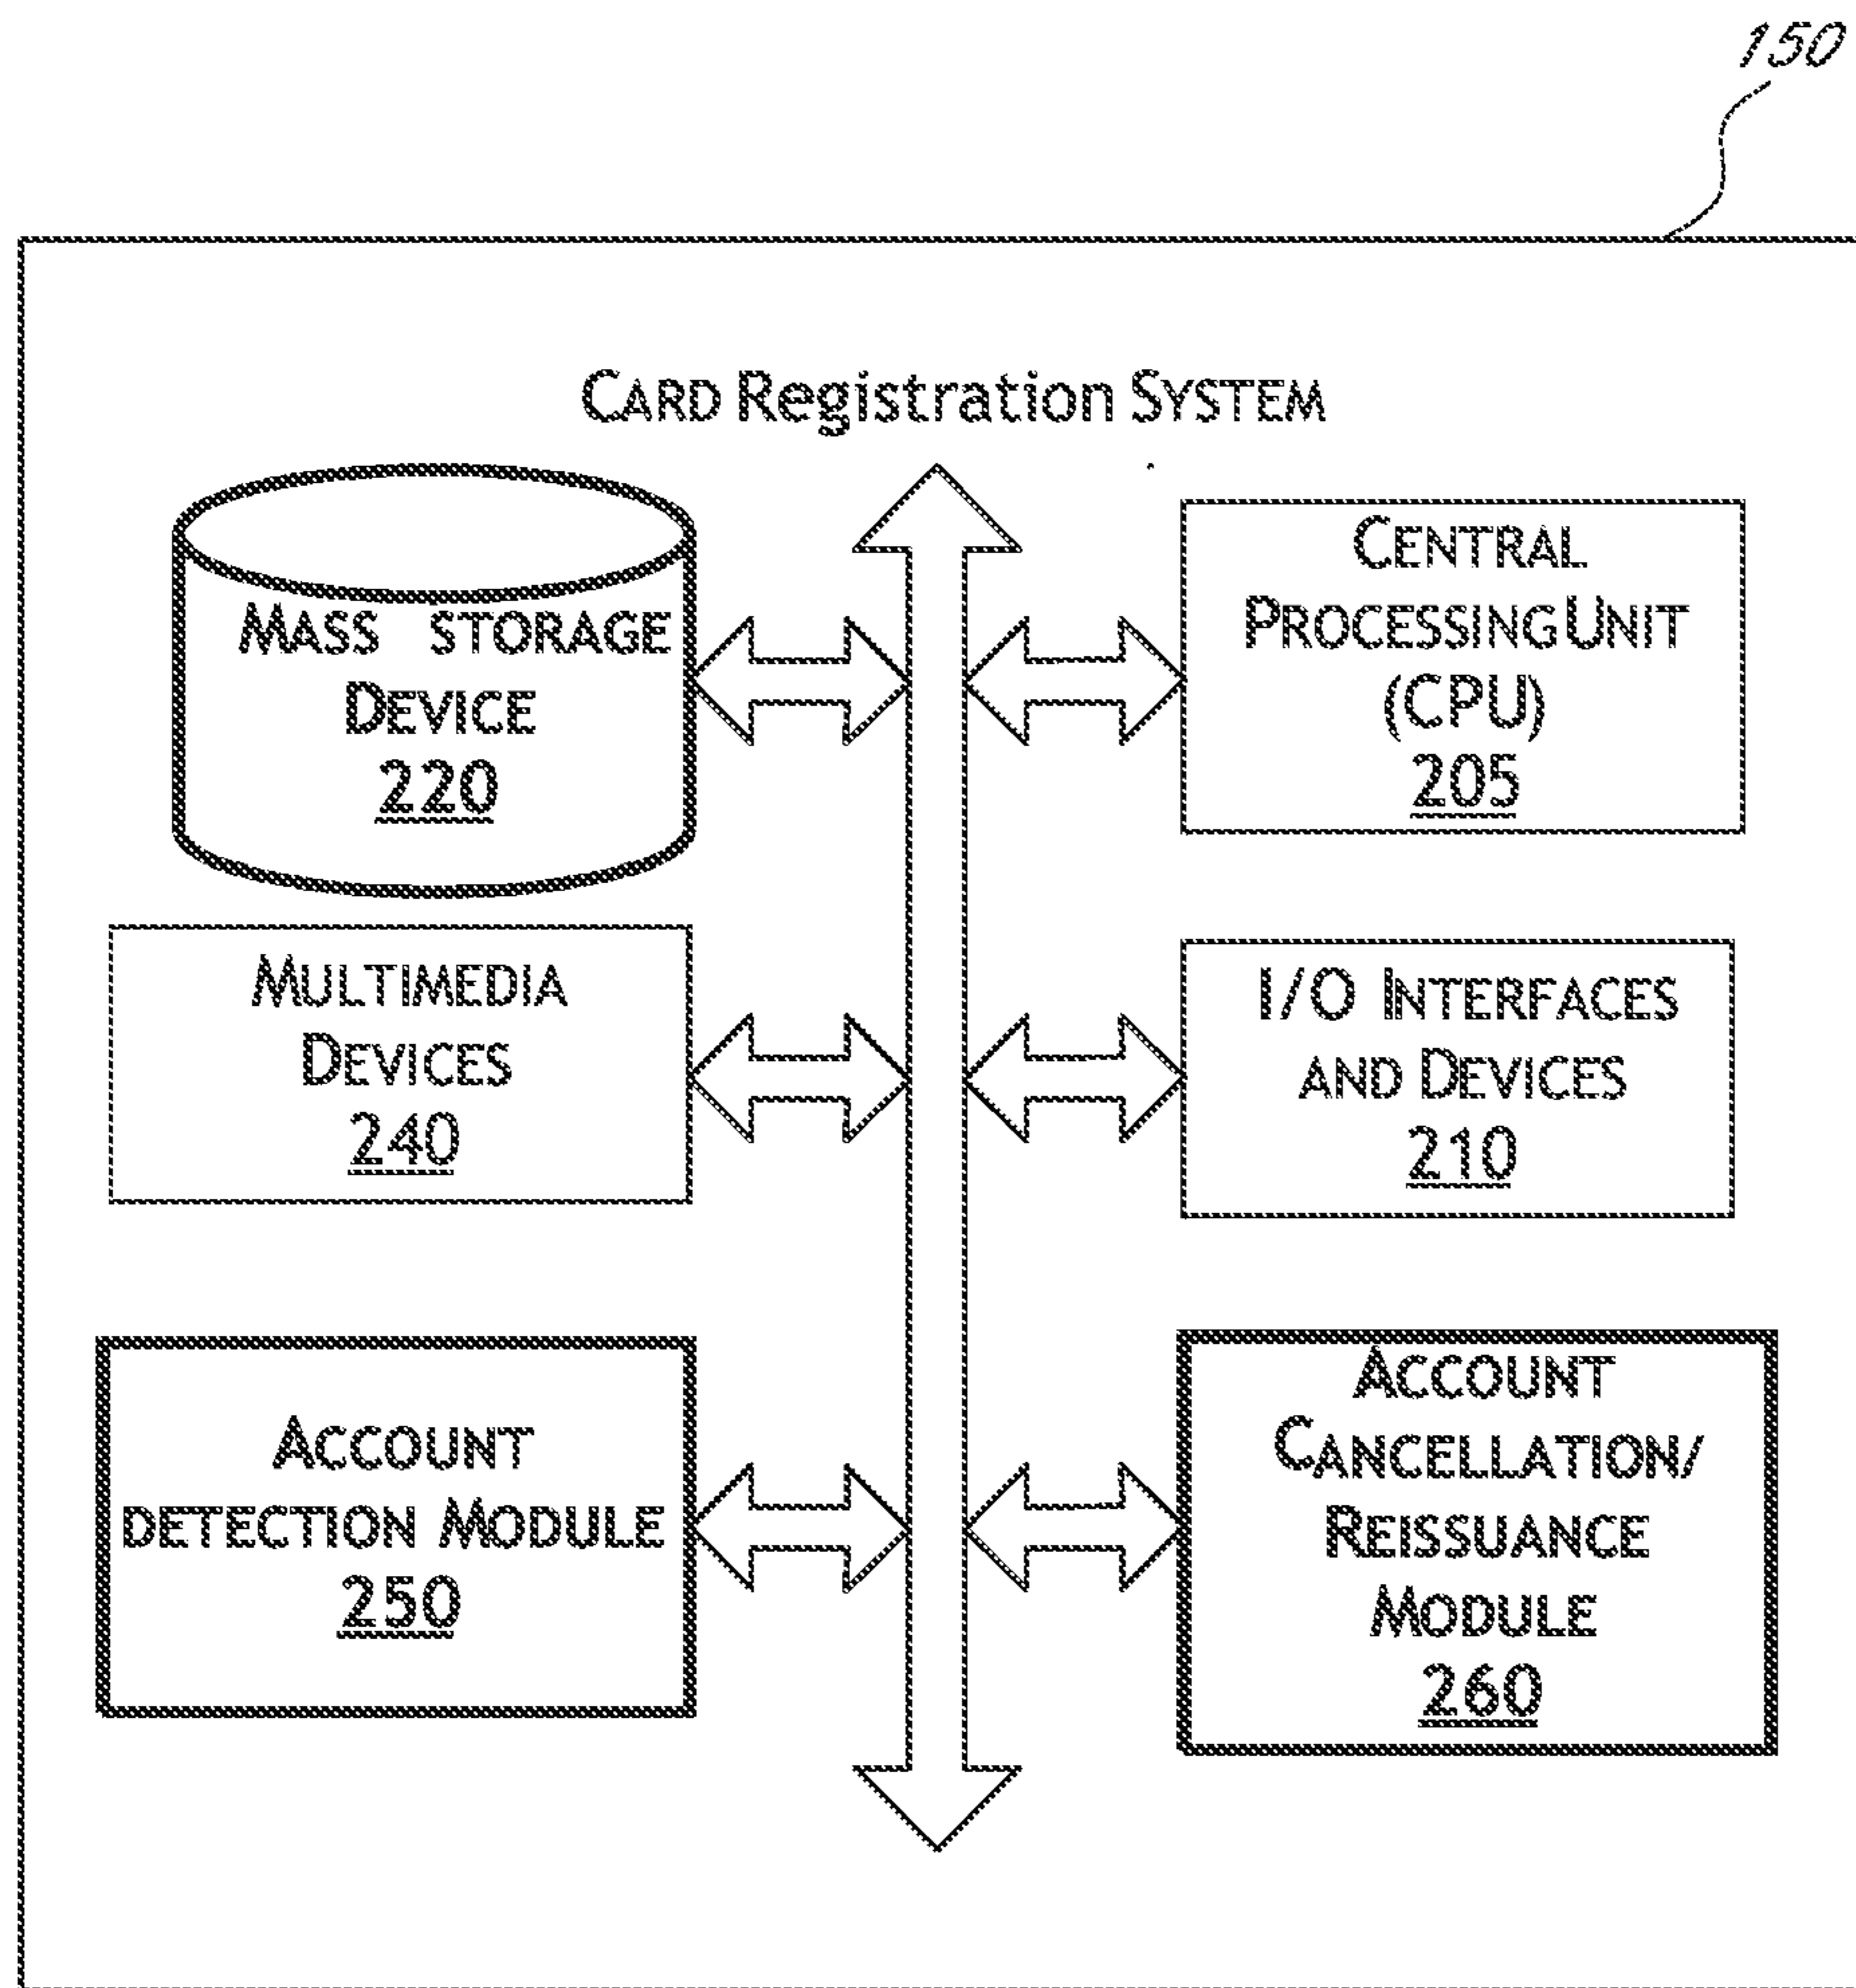 150
CARD Registration SYSTEM
MASS STORAGE
DEVICE
220
CENTRAL
PROCESSING UNIT
(CPU)
205
MULTIMEDIA
DEVICES
240
I/O INTERFACES
AND DEVICES
210
ACCOUNT
DETECTION MODULE
250
ACCOUNT
CANCELLATION/
REISSUANCE
MODULE
260